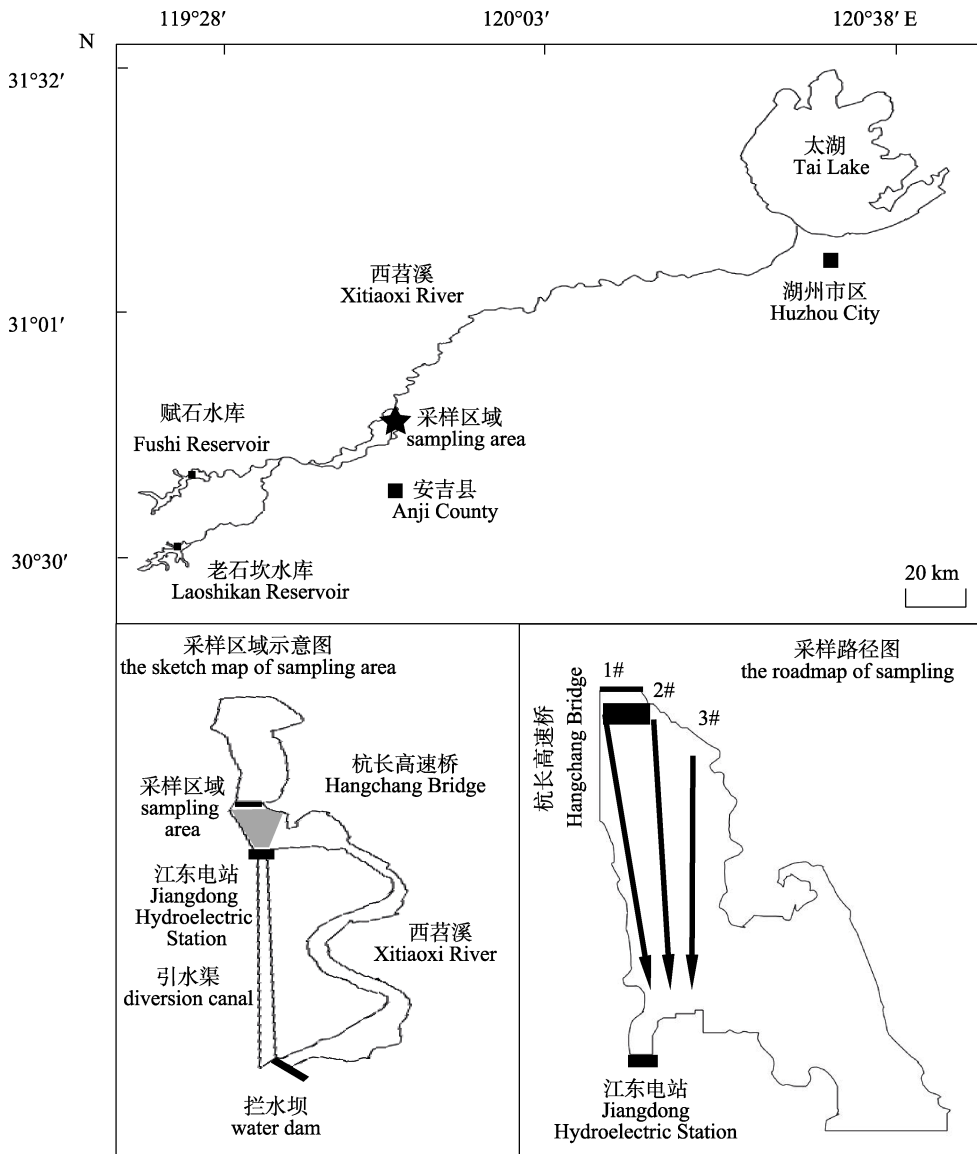 119°28′
120°03′
120°38′ E
N
31°32′
太湖
Tai Lake
西苕溪
Xitiaoxi River
湖州市区
Huzhou City
31°01′
赋石水库
Fushi Reservoir
采样区域
sampling area
安吉县
Anji County
30°30′
老石坎水库
Laoshikan Reservoir
20 km
采样区域示意图
the sketch map of sampling area
杭长高速桥
Hangchang Bridge
采样区域
sampling
area
江东电站
Jiangdong
Hydroelectric
Station
西苕溪
Xitiaoxi River
引水渠
diversion canal
拦水坝
water dam
采样路径图
the roadmap of sampling
1#
2#
3#
杭长高速桥
Hangchang Bridge
江东电站
Jiangdong
Hydroelectric Station